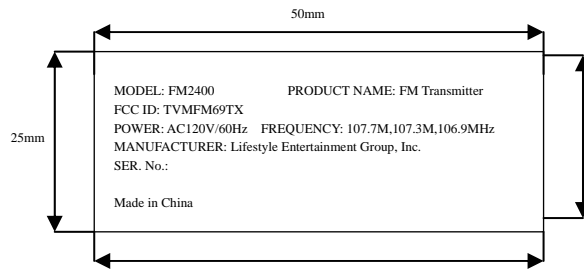 50mm
MODEL: FM2400 PRODUCT NAME: FM Transmitter
FCC ID: TVMFM69TX
POWER: AC120V/60Hz FREQUENCY: 107.7M,107.3M,106.9MHz
25mm
MANUFACTURER: Lifestyle Entertainment Group, Inc.
SER. No.:
Made in China